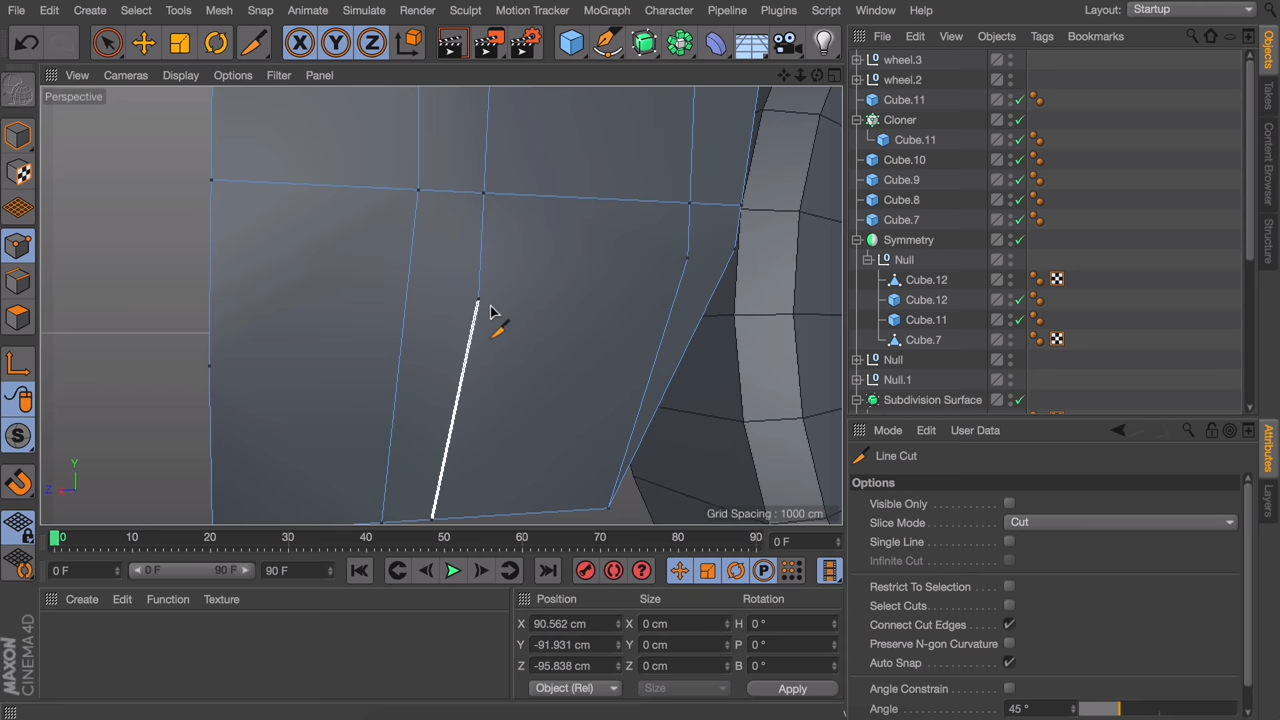 File Edit Create Select Tools Mesh Snap Animate Simulate Render Sculpt Motion Tracker MoGraph Character Pipeline Plugins Script Window Help Layout: Startup
File Edit View Objects Tags Bookmarks
View Cameras Display Options Filter Panel
Perspective
wheel.3
wheel.2
Cube.11
Cloner
Cube.11
Cube.10
Cube.9
Cube.8
Cube.7
Symmetry
Null
Cube.12
Cube.12
Cube.11
Cube.7
Null
Null.1
Subdivision Surface
Objects
Takes
Content Browser
Structure
Mode Edit User Data
Line Cut
Options
Visible Only
Slice Mode Cut
Single Line
Infinite Cut
Restrict To Selection
Select Cuts
Connect Cut Edges
Preserve N-gon Curvature
Auto Snap
Angle Constrain
Angle 45 °
Attributes
Layers
Y
Z X
Grid Spacing : 1000 cm
0 10 20 30 40 50 60 70 80 90 0 F
0 F 0 F 90 F 90 F
Create Edit Function Texture
Position Size Rotation
X 90.562 cm X 0 cm H 0 °
Y -91.931 cm Y 0 cm P 0 °
Z -95.838 cm Z 0 cm B 0 °
Object (Rel) Size Apply
MAXON
CINEMA 4D